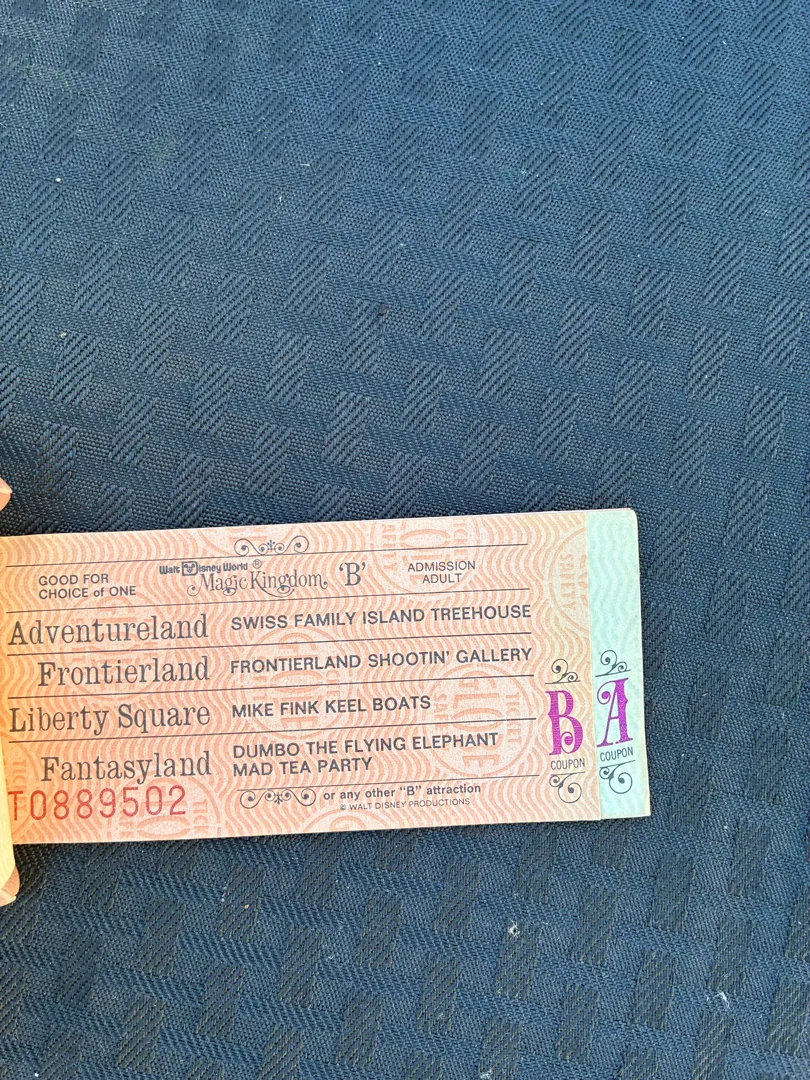 GOOD FOR
CHOICE of ONE
Walt Disney World ®
Magic Kingdom
'B'
ADMISSION
ADULT
Adventureland SWISS FAMILY ISLAND TREEHOUSE
Frontierland FRONTIERLAND SHOOTIN' GALLERY
Liberty Square MIKE FINK KEEL BOATS
Fantasyland DUMBO THE FLYING ELEPHANT
MAD TEA PARTY
T0889502
or any other "B" attraction
© WALT DISNEY PRODUCTIONS
B
COUPON
A
COUPON